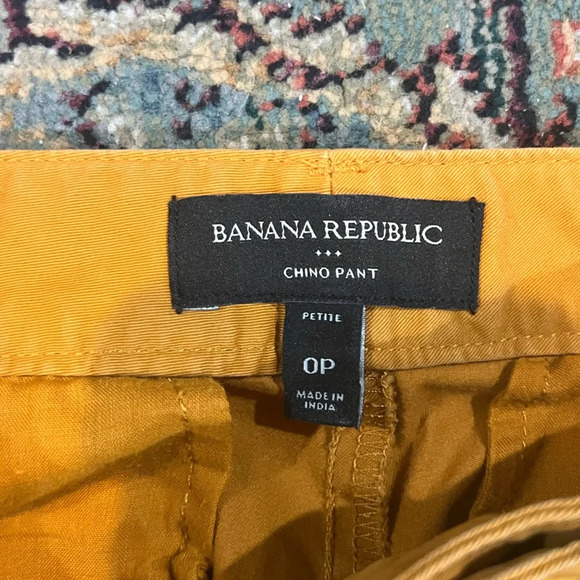 BANANA REPUBLIC
CHINO PANT
PETITE
0P
MADE IN
INDIA